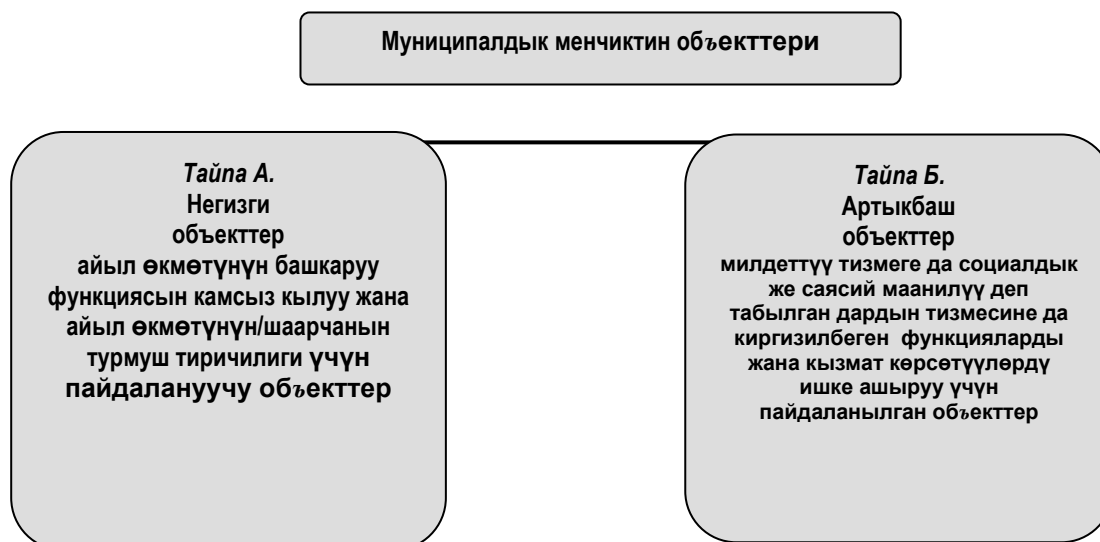 Муниципалдык менчиктин объекттери
Тайпа А.
Негизги
объекттер
айыл өкмөтүнүн башкаруу
функциясын камсыз кылуу жана
айыл өкмөтүнүн/шаарчанын
турмуш тиричилиги үчүн
пайдалануучу объекттер
Тайпа Б.
Артыкбаш
объекттер
милдеттүү тизмеге да социалдык
же саясий маанилүү деп
табылган дардын тизмесине да
киргизилбеген функцияларды
жана кызмат көрсөтүүлөрдү
ишке ашыруу үчүн
пайдаланылган объекттер